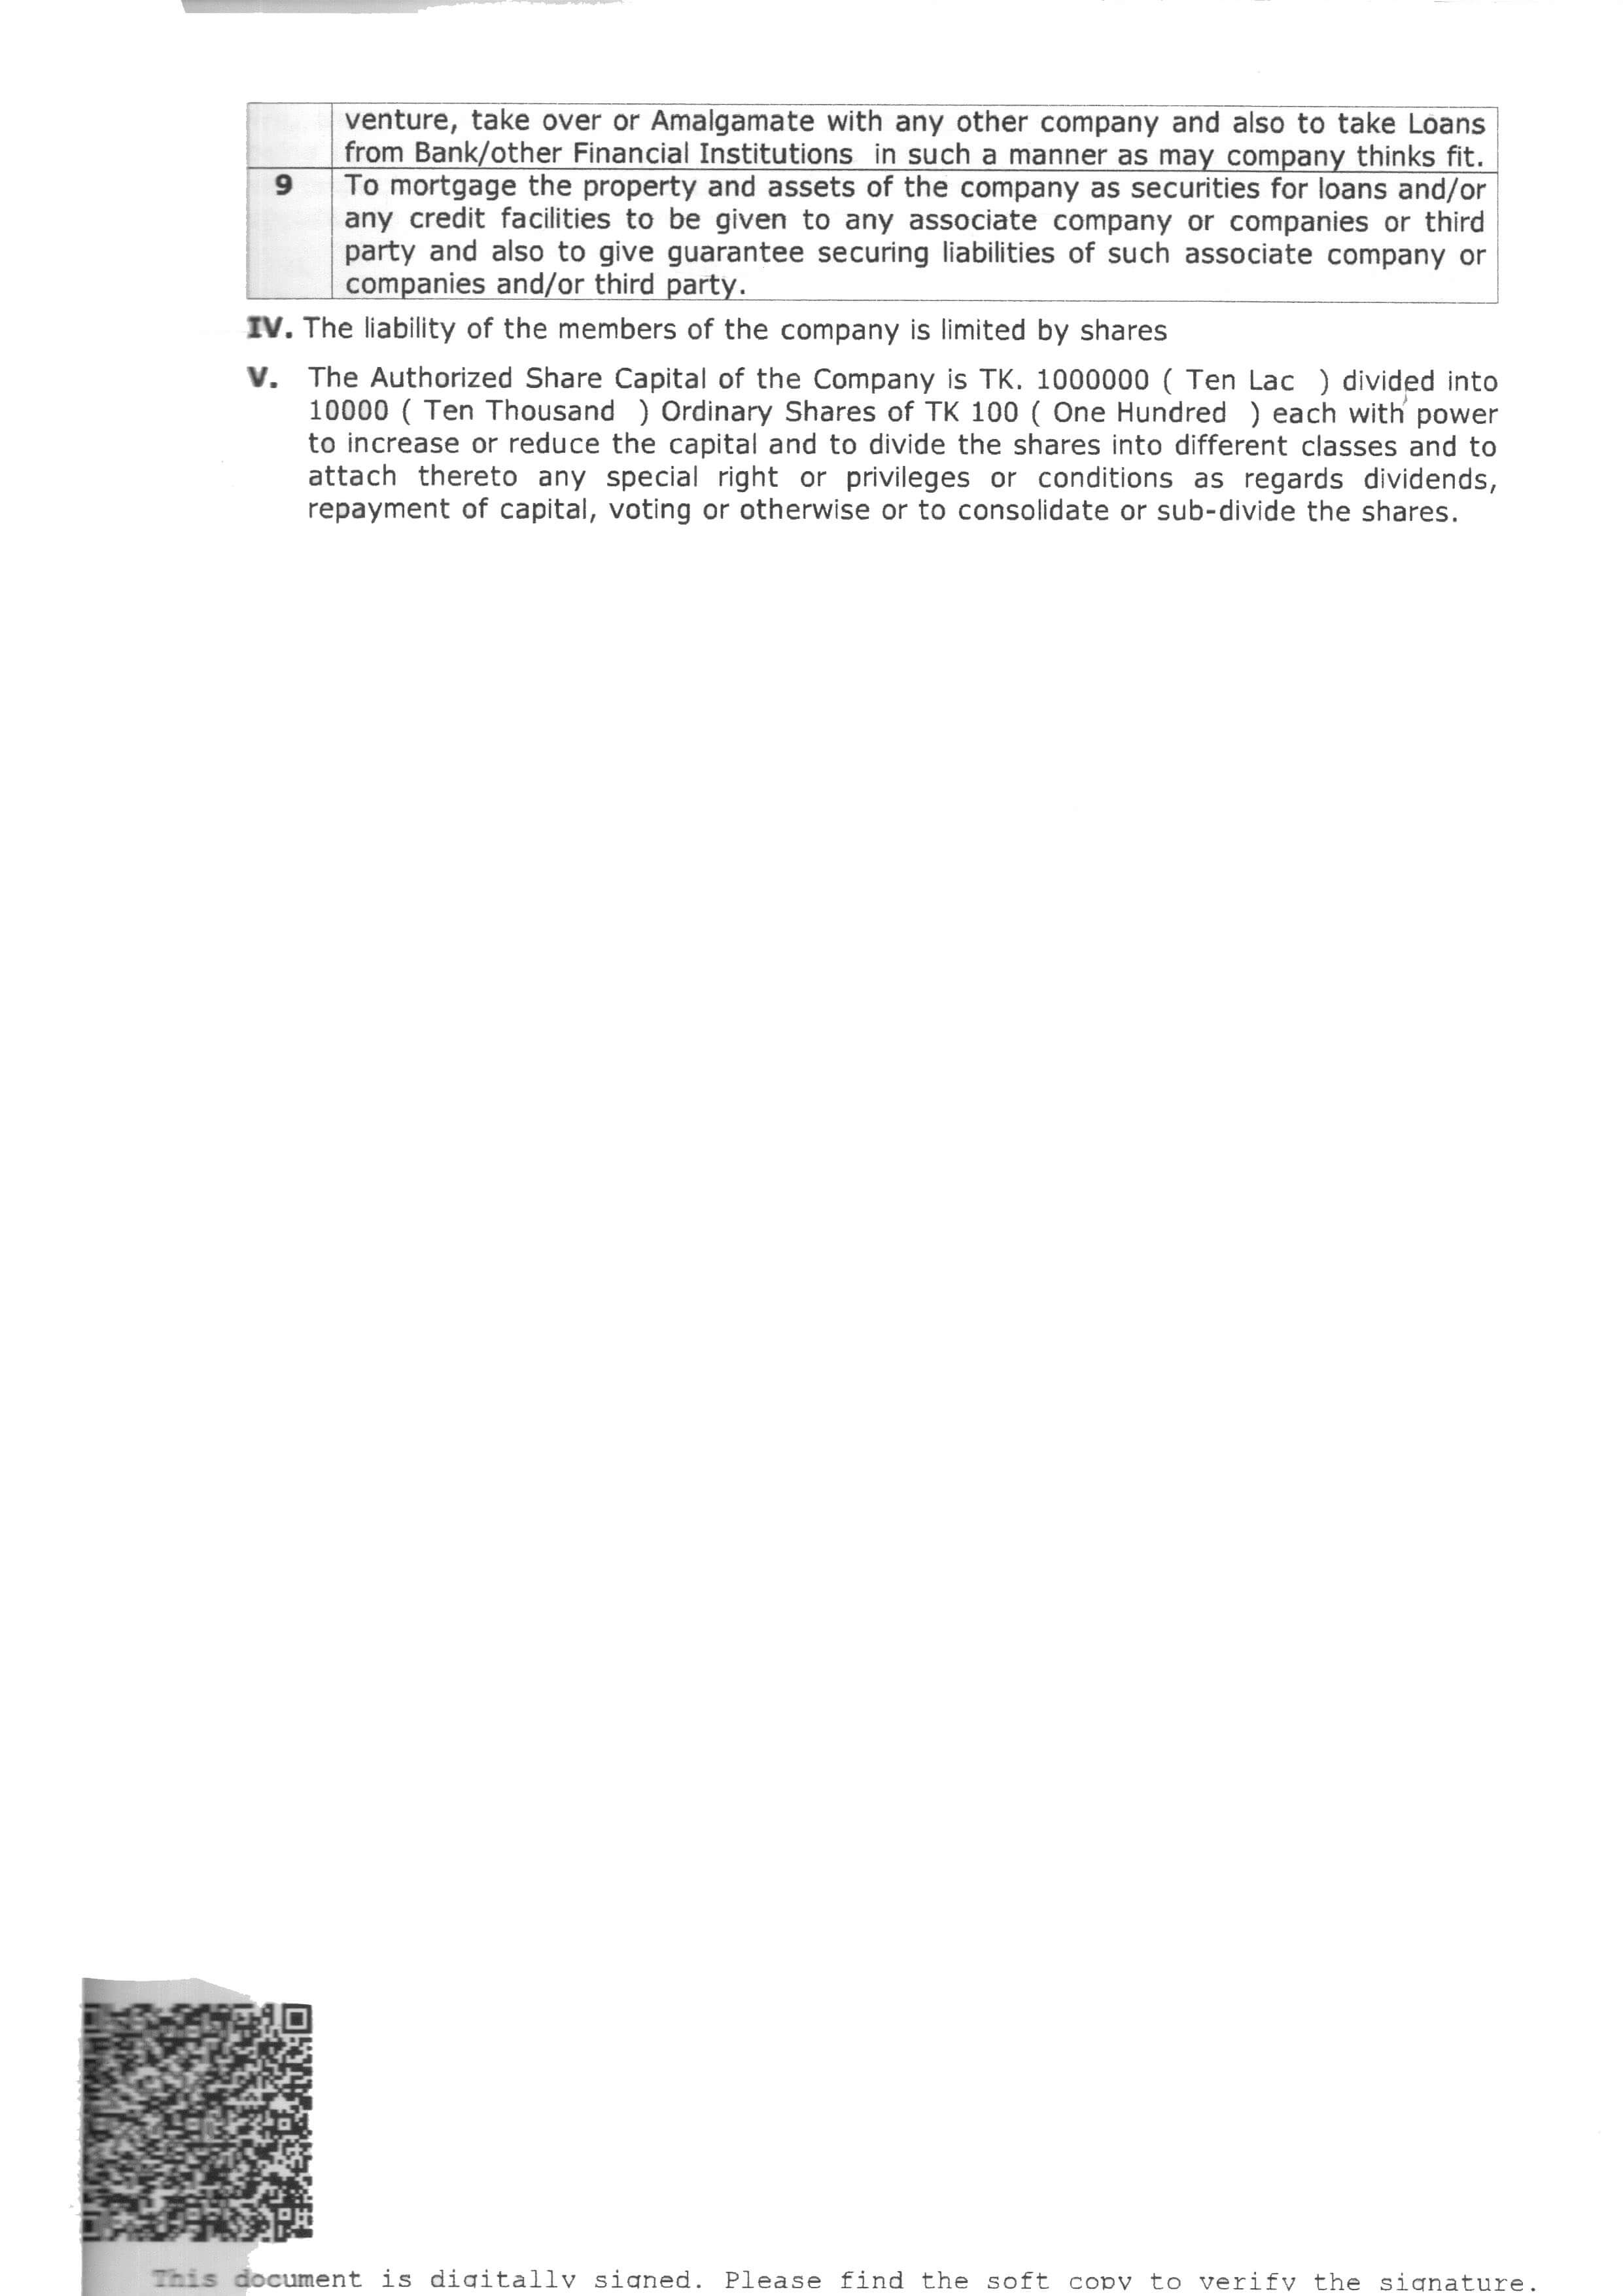 venture, take over or Amalgamate with any other company and also to take Loans
from Bank/other Financial Institutions in such a manner as may company thinks fit.
9 To mortgage the property and assets of the company as securities for loans and/or
any credit facilities to be given to any associate company or companies or third
party and also to give guarantee securing liabilities of such associate company or
companies and/or third party.
IV. The liability of the members of the company is limited by shares
V. The Authorized Share Capital of the Company is TK. 1000000 ( Ten Lac ) divided into
10000 ( Ten Thousand ) Ordinary Shares of TK 100 ( One Hundred ) each with power
to increase or reduce the capital and to divide the shares into different classes and to
attach thereto any special right or privileges or conditions as regards dividends,
repayment of capital, voting or otherwise or to consolidate or sub-divide the shares.
This document is digitally signed. Please find the soft copy to verify the signature.